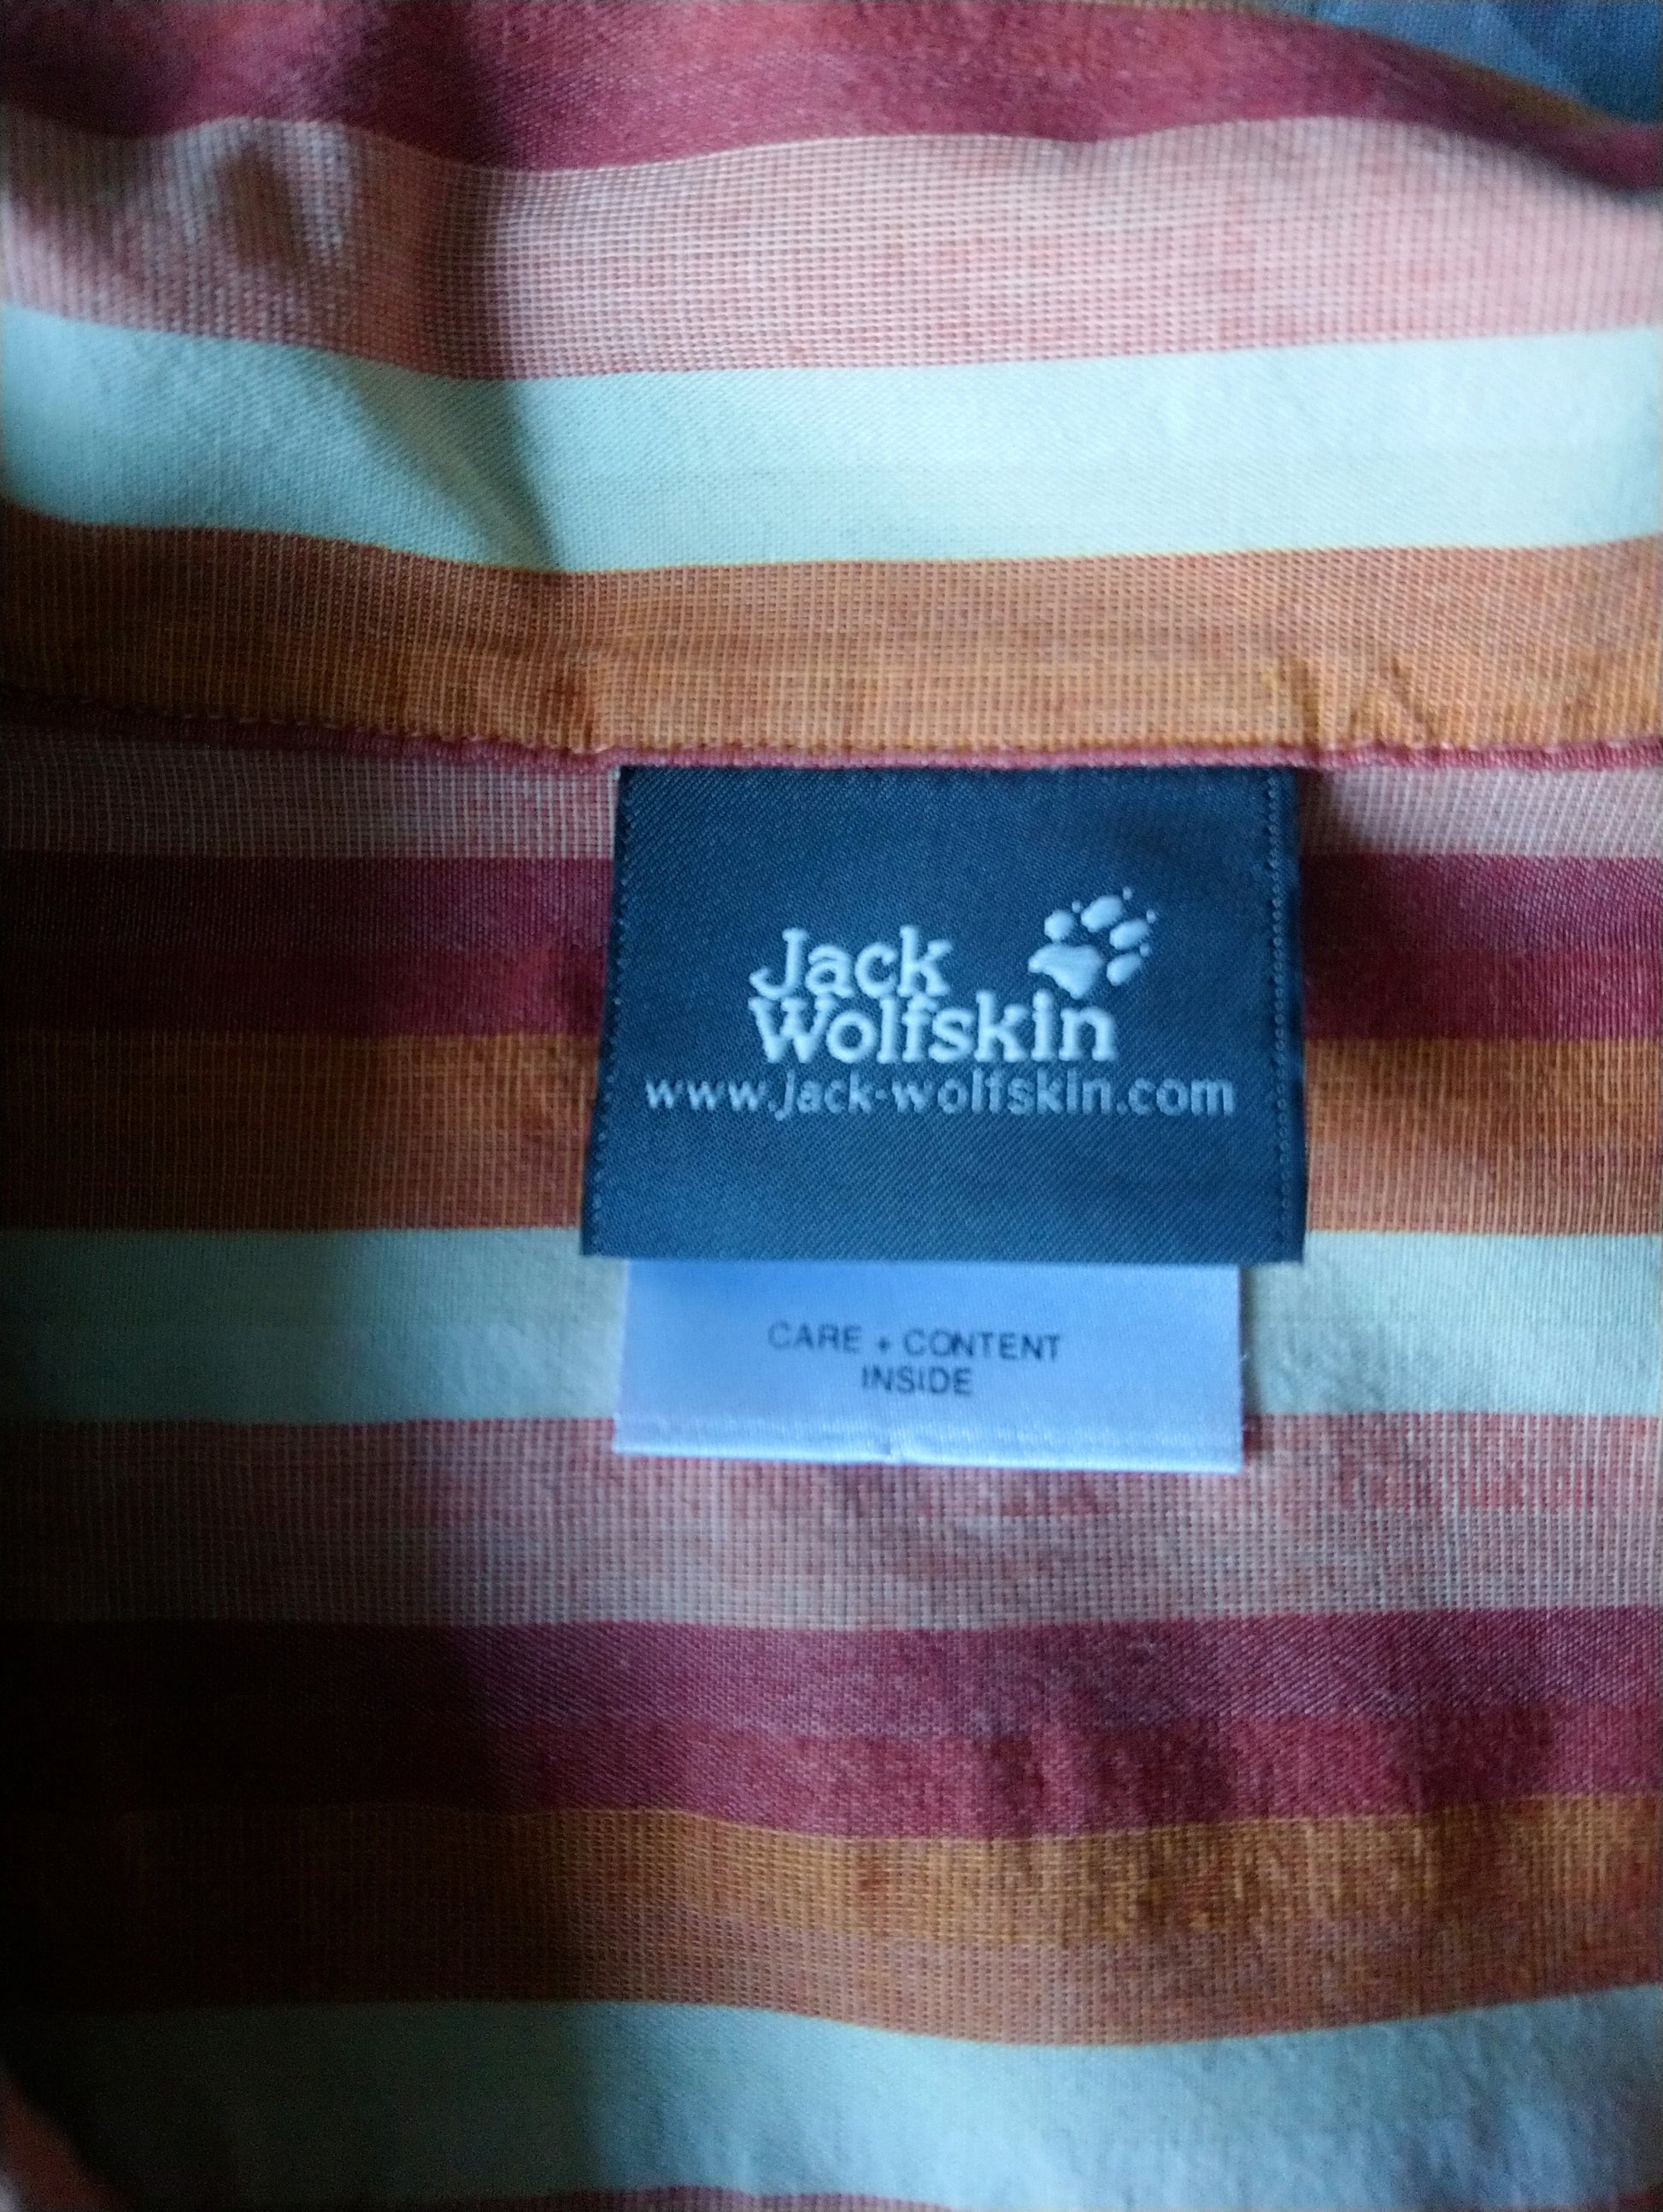 Jack
Wolfskin
www.jack-wolfskin.com
CARE + CONTENT
INSIDE